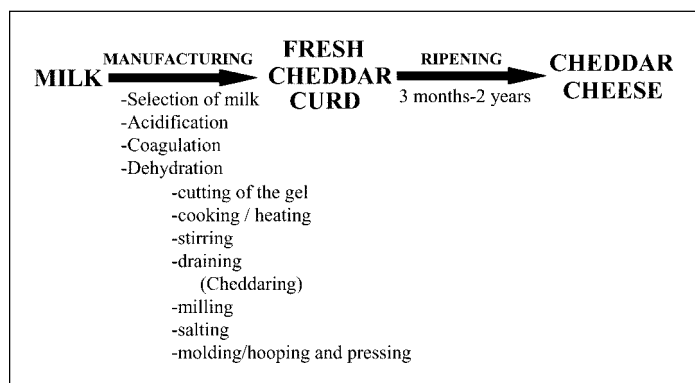 MILK
MANUFACTURING
-Selection of milk
-Acidification
-Coagulation
-Dehydration
-cutting of the gel
-cooking / heating
-stirring
-draining
(Cheddaring)
-milling
-salting
-molding/hooping and pressing
FRESH
CHEDDAR
CURD
RIPENING
3 months-2 years
CHEDDAR
CHEESE